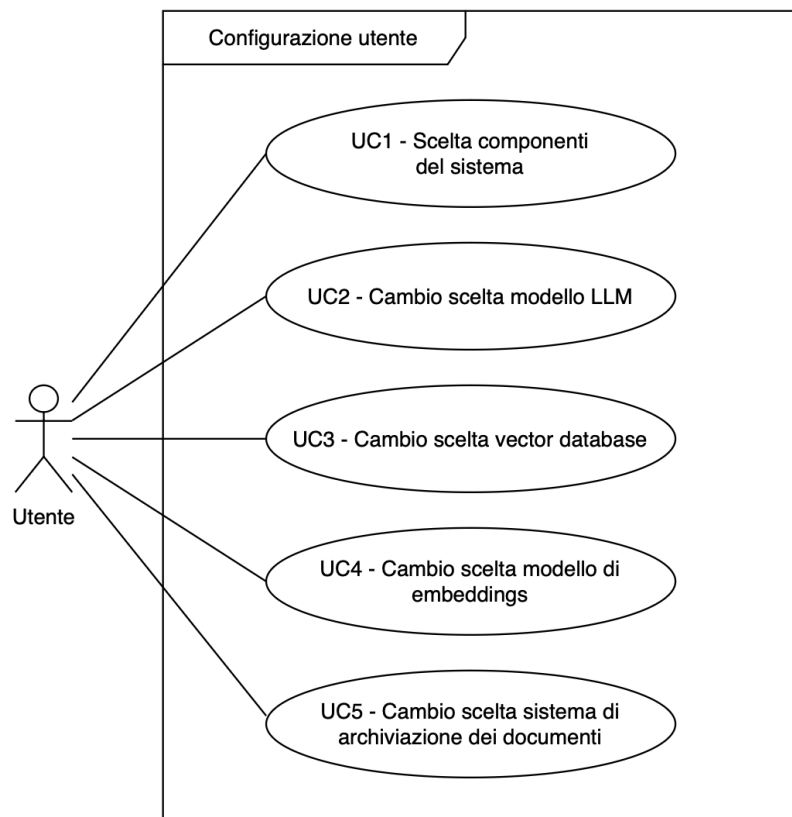 Configurazione utente
UC1 - Scelta componenti
del sistema
UC2 - Cambio scelta modello LLM
UC3 - Cambio scelta vector database
Utente
UC4 - Cambio scelta modello di
embeddings
UC5 - Cambio scelta sistema di
archiviazione dei documenti